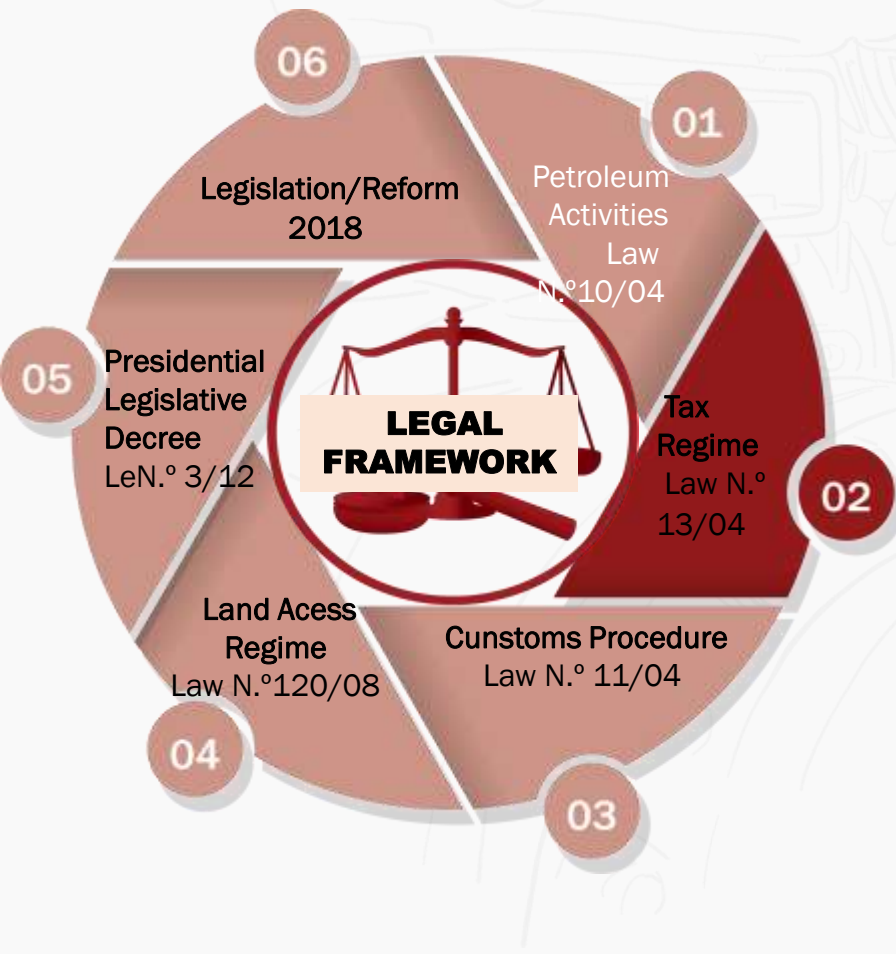 06
Legislation/Reform
2018
01
Petroleum
Activities
Law
N.º10/04
02
Tax
Regime
Law N.º
13/04
03
Cunstoms Procedure
Law N.º 11/04
04
Land Acess
Regime
Law N.º120/08
05
Presidential
Legislative
Decree
LeN.º 3/12
LEGAL
FRAMEWORK